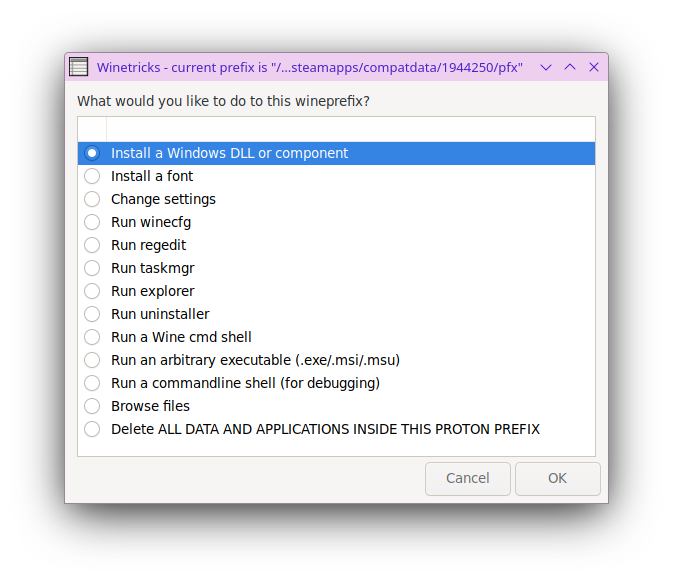 Winetricks - current prefix is "/...steamapps/compatdata/1944250/pfx"
What would you like to do to this wineprefix?
Install a Windows DLL or component
Install a font
Change settings
Run winecfg
Run regedit
Run taskmgr
Run explorer
Run uninstaller
Run a Wine cmd shell
Run an arbitrary executable (.exe/.msi/.msu)
Run a commandline shell (for debugging)
Browse files
Delete ALL DATA AND APPLICATIONS INSIDE THIS PROTON PREFIX
Cancel OK